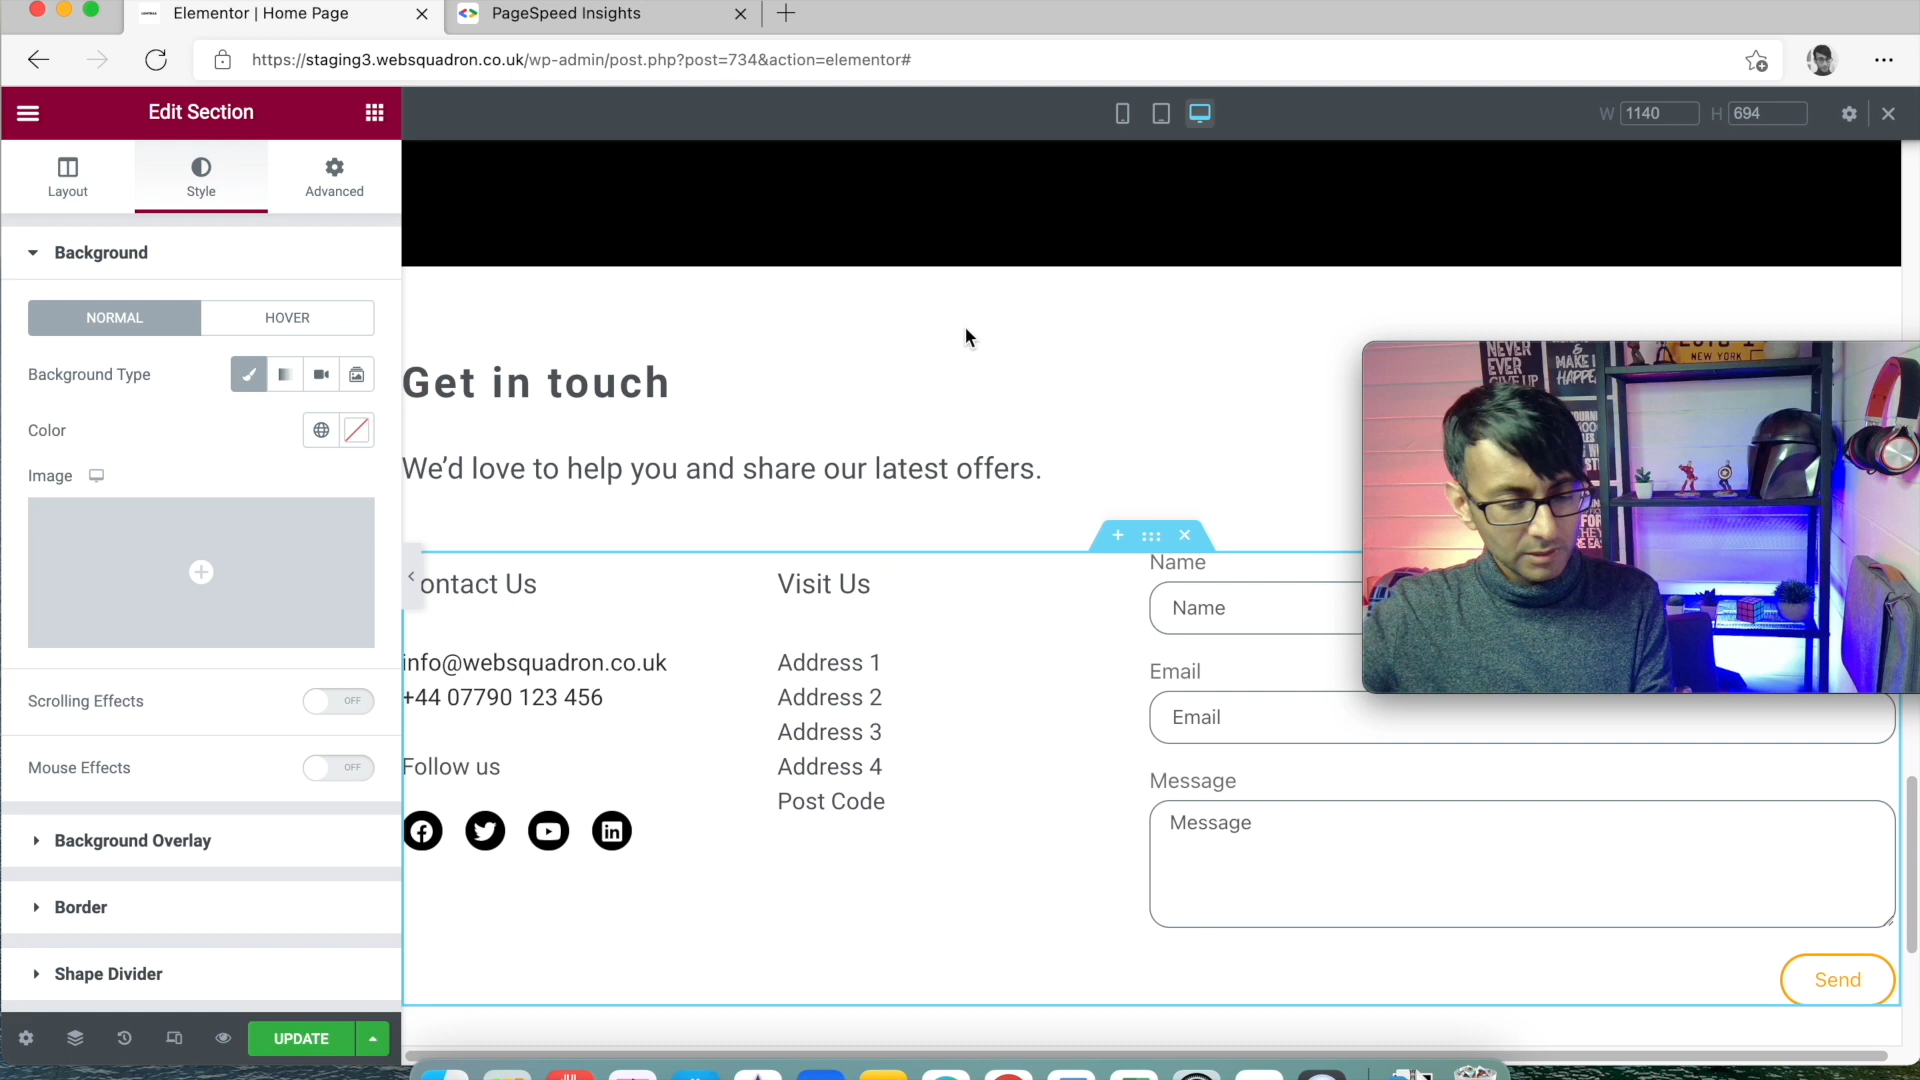 Elementor | Home Page
PageSpeed Insights
https://staging3.websquadron.co.uk/wp-admin/post.php?post=734&action=elementor#
Edit Section
W 1140 H 694
Layout
Style
Advanced
Background
NORMAL
HOVER
Background Type
Color
Image
Scrolling Effects
OFF
Mouse Effects
OFF
Background Overlay
Border
Shape Divider
UPDATE
Get in touch
We’d love to help you and share our latest offers.
ontact Us
info@websquadron.co.uk
+44 07790 123 456
Follow us
Visit Us
Address 1
Address 2
Address 3
Address 4
Post Code
Name
Name
Email
Email
Message
Message
Send
NEVER
EVER
GIVE UP
&
MAKE I
HAPPE
NEW YORK